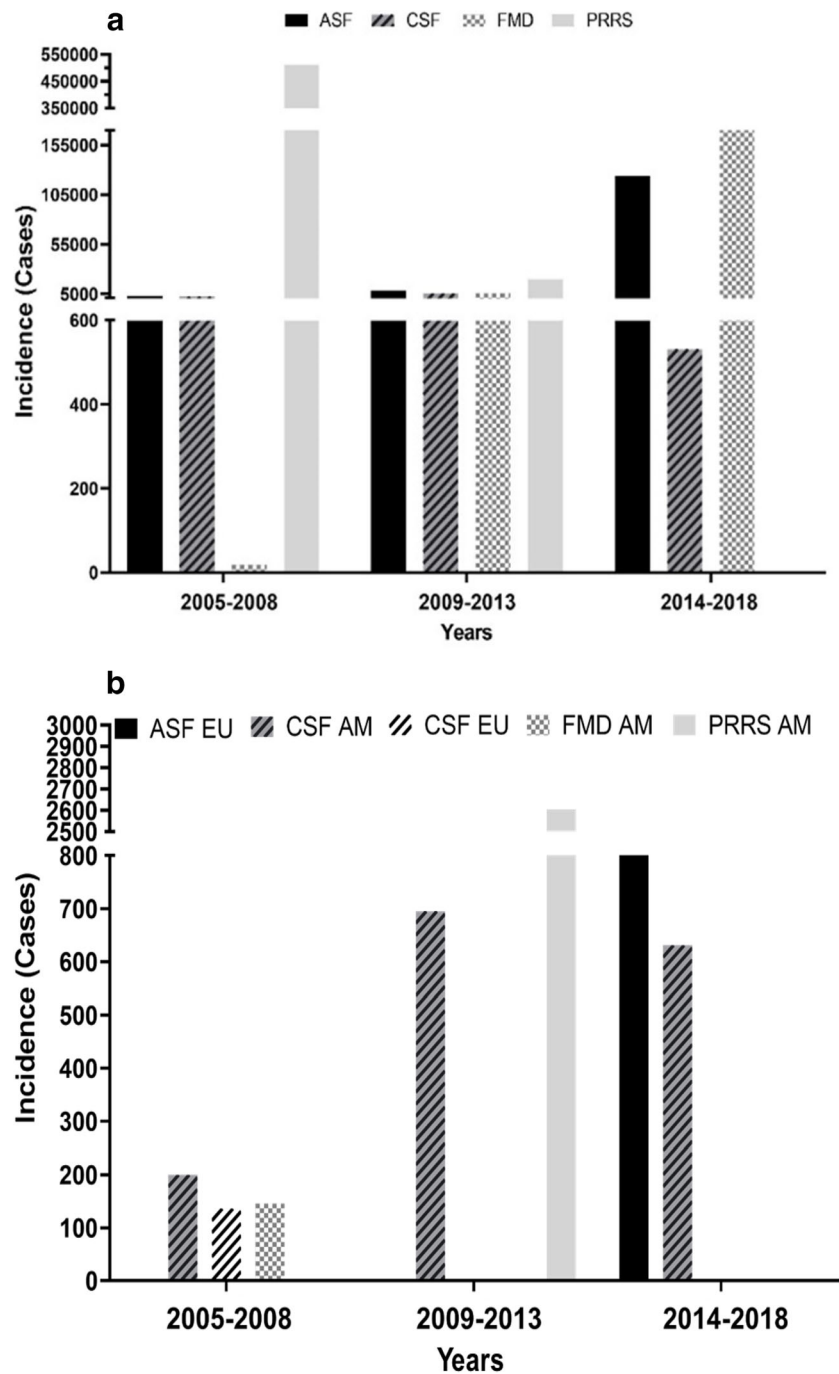 a
ASF CSF FMD PRRS
550000
450000
350000
155000
105000
55000
5000
600
400
200
0
Incidence (Cases)
2005-2008 2009-2013 2014-2018
Years
b
ASF EU CSF AM CSF EU FMD AM PRRS AM
3000
2900
2800
2700
2600
2500
800
700
600
500
400
300
200
100
0
Incidence (Cases)
2005-2008 2009-2013 2014-2018
Years